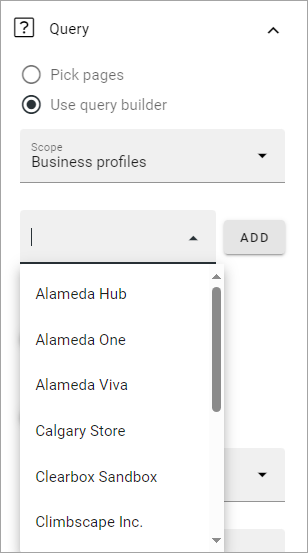 Query
Pick pages
Use query builder
Scope
Business profiles
ADD
Alameda Hub
Alameda One
Alameda Viva
Calgary Store
Clearbox Sandbox
Climbscape Inc.